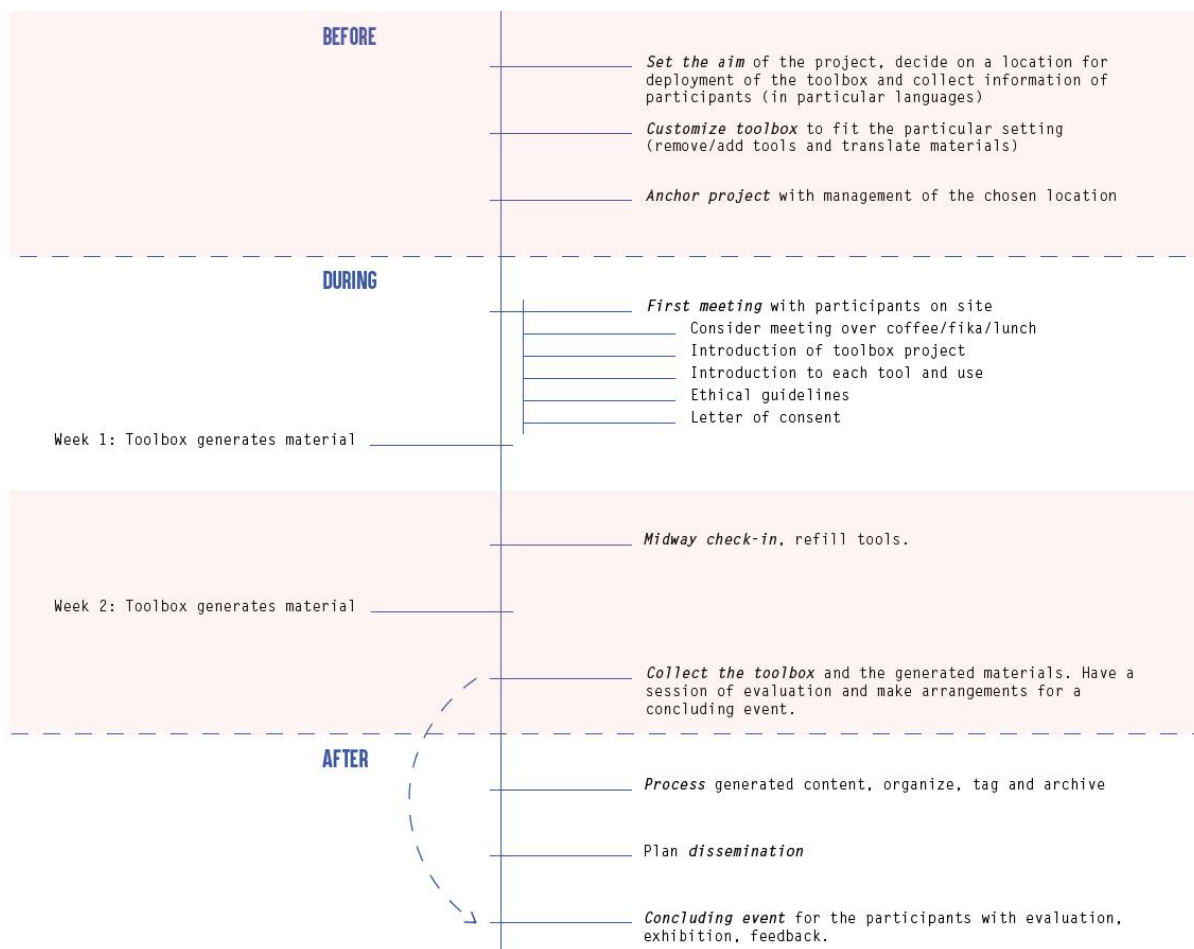 BEFORE
Set the aim of the project, decide on a location for
deployment of the toolbox and collect information of
participants (in particular languages)
Customize toolbox to fit the particular setting
(remove/add tools and translate materials)
Anchor project with management of the chosen location
DURING
First meeting with participants on site
Consider meeting over coffee/fika/lunch
Introduction of toolbox project
Introduction to each tool and use
Ethical guidelines
Letter of consent
Week 1: Toolbox generates material
Midway check-in, refill tools.
Week 2: Toolbox generates material
Collect the toolbox and the generated materials. Have a
session of evaluation and make arrangements for a
concluding event.
AFTER
Process generated content, organize, tag and archive
Plan dissemination
Concluding event for the participants with evaluation,
exhibition, feedback.